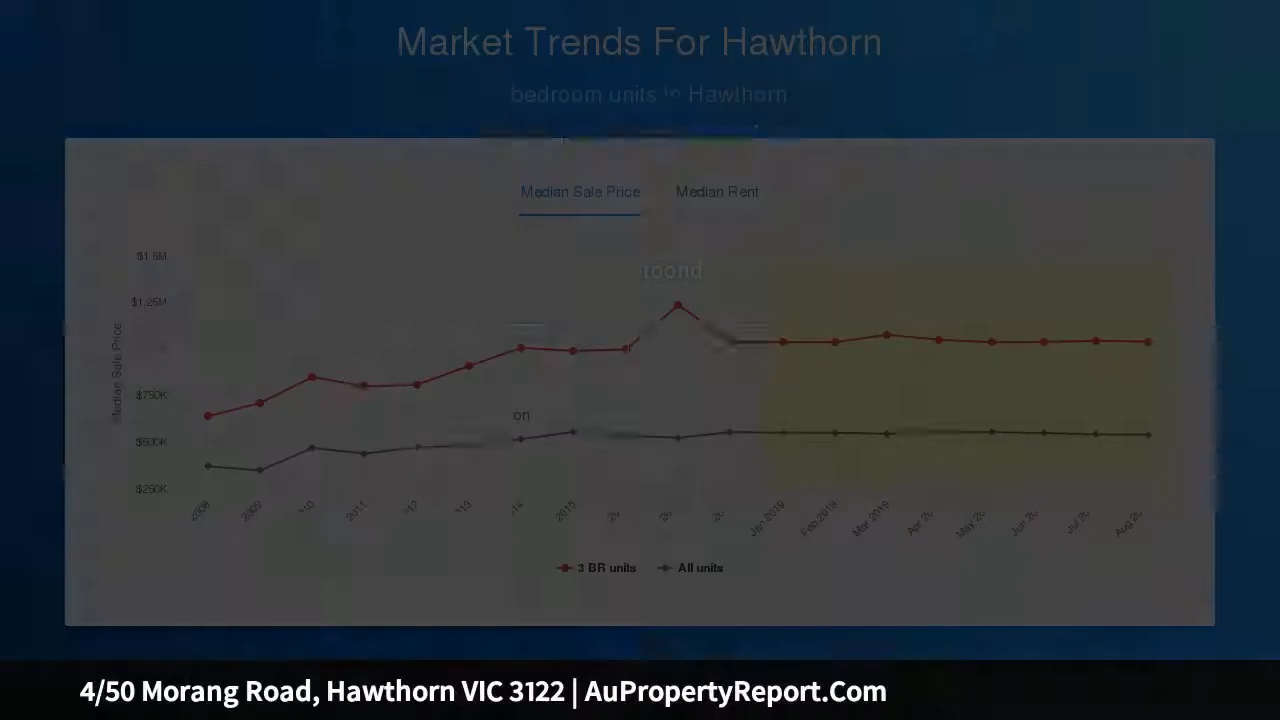 Market Trends For Hawthorn
bedroom units in Hawthorn
Median Sale Price Median Rent
$1.5M
$1.25M
$750K
$500K
$250K
Median Sale Price
toond
on
2008 2009 2011 2015 Jan 2019 Feb 2019 Mar 2019
3 BR units All units
4/50 Morang Road, Hawthorn VIC 3122 | AuPropertyReport.Com